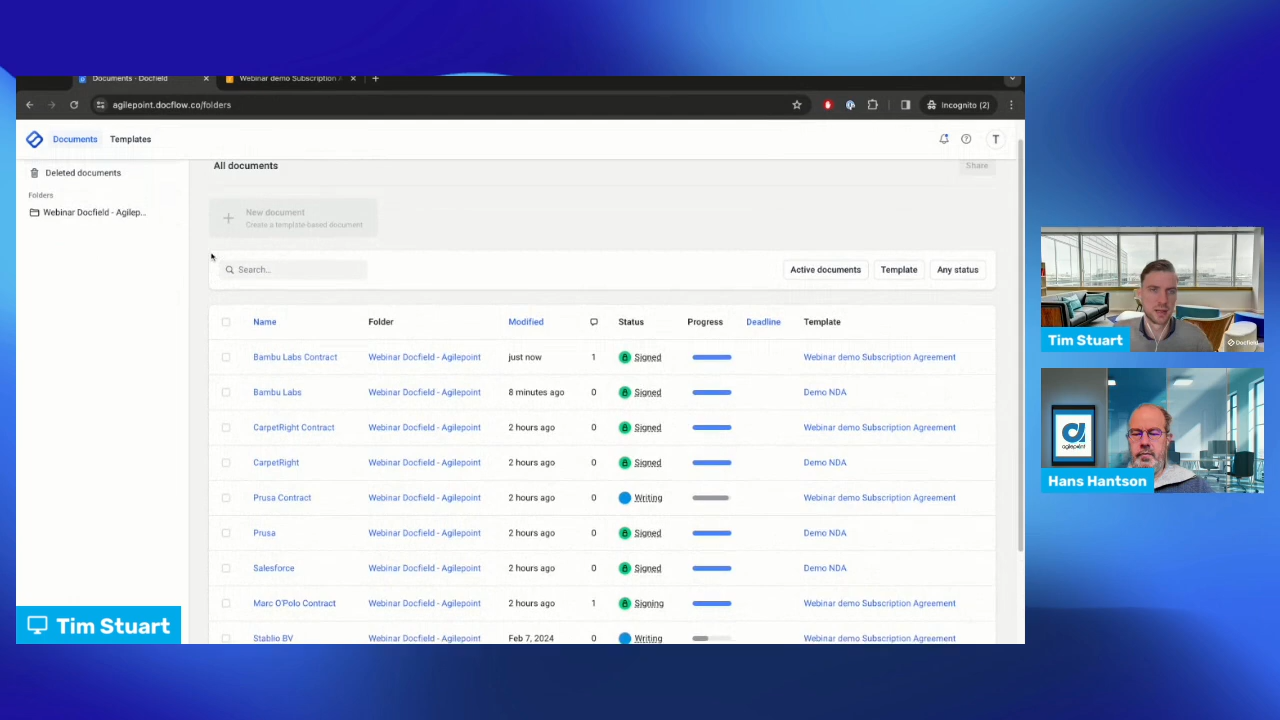 Documents - Docfield
Webinar demo Subscription A
agilepoint.docflow.co/folders
Incognito (2)
Documents
Templates
T
Deleted documents
Folders
Webinar Docfield - Agilep...
All documents
Share
New document
Create a template-based document
Search...
Active documents
Template
Any status
Name Folder Modified Status Progress Deadline Template
Bambu Labs Contract Webinar Docfield - Agilepoint just now 1 Signed Webinar demo Subscription Agreement
Bambu Labs Webinar Docfield - Agilepoint 8 minutes ago 0 Signed Demo NDA
CarpetRight Contract Webinar Docfield - Agilepoint 2 hours ago 0 Signed Webinar demo Subscription Agreement
CarpetRight Webinar Docfield - Agilepoint 2 hours ago 0 Signed Demo NDA
Prusa Contract Webinar Docfield - Agilepoint 2 hours ago 0 Writing Webinar demo Subscription Agreement
Prusa Webinar Docfield - Agilepoint 2 hours ago 0 Signed Demo NDA
Salesforce Webinar Docfield - Agilepoint 2 hours ago 0 Signed Demo NDA
Marc O'Polo Contract Webinar Docfield - Agilepoint 2 hours ago 1 Signing Webinar demo Subscription Agreement
Stablio BV Webinar Docfield - Agilepoint Feb 7, 2024 0 Writing Webinar demo Subscription Agreement
Tim Stuart
Docfield
Tim Stuart
agilepoint
Hans Hantson